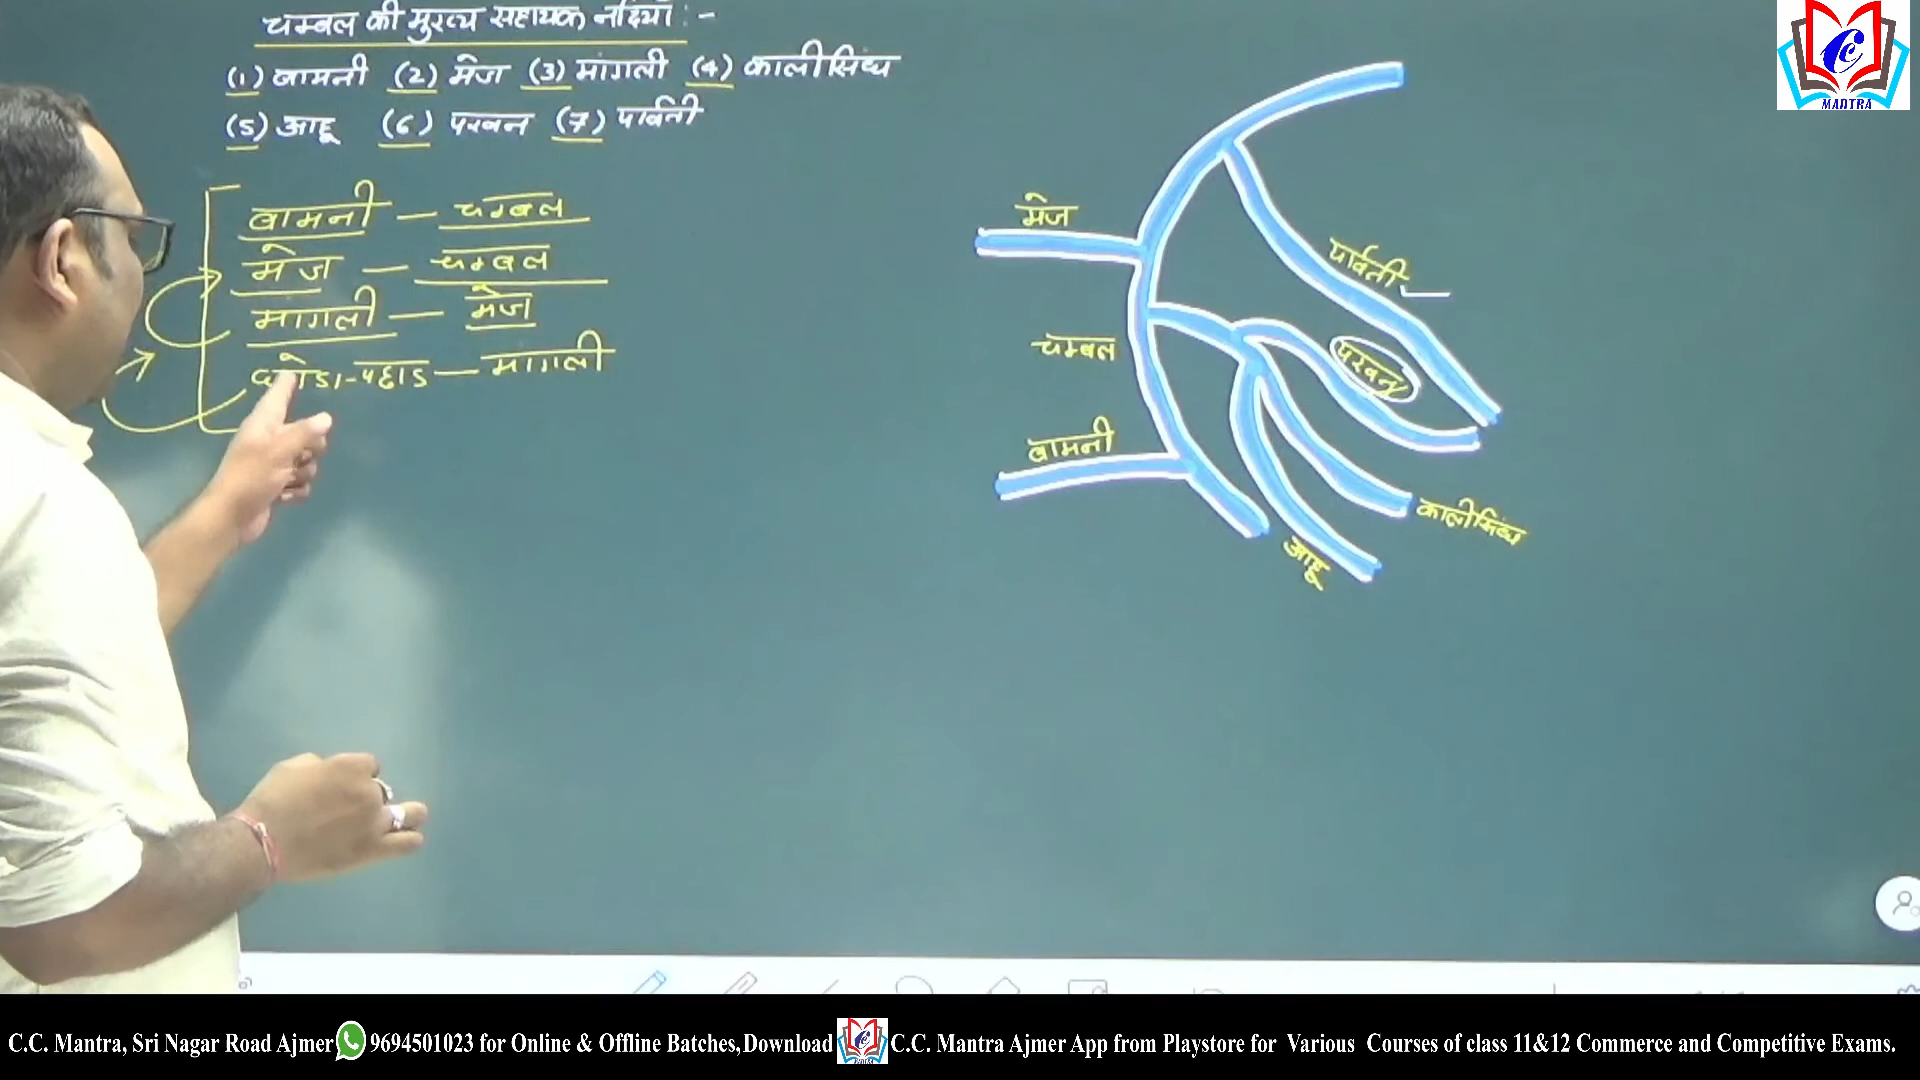 चम्बल की मुख्य सहायक नदियाँ :-
(1) बामनी (2) मेज (3) मांगली (4) कालीसिंध
(5) आहू (6) परवन (7) पार्वती
बामनी — चम्बल
मेज — चम्बल
मांगली — मेज
पहाड — मांगली
मेज
पार्वती
परवन
चम्बल
बामनी
कालीसिंध
आहू
C
MANTRA
C.C. Mantra, Sri Nagar Road Ajmer 9694501023 for Online & Offline Batches, Download C.C. Mantra Ajmer App from Playstore for Various Courses of class 11&12 Commerce and Competitive Exams.